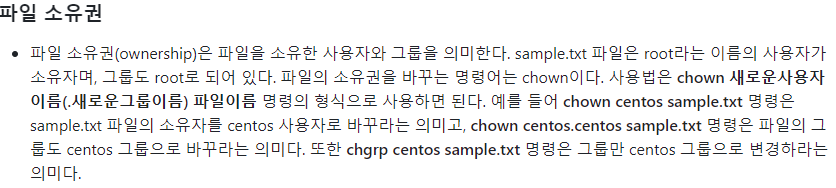 파일 소유권
• 파일 소유권(ownership)은 파일을 소유한 사용자와 그룹을 의미한다. sample.txt 파일은 root라는 이름의 사용자가
소유자며, 그룹도 root로 되어 있다. 파일의 소유권을 바꾸는 명령어는 chown이다. 사용법은 chown 새로운사용자
이름(.새로운그룹이름) 파일이름 명령의 형식으로 사용하면 된다. 예를 들어 chown centos sample.txt 명령은
sample.txt 파일의 소유자를 centos 사용자로 바꾸라는 의미고, chown centos.centos sample.txt 명령은 파일의 그
룹도 centos 그룹으로 바꾸라는 의미다. 또한 chgrp centos sample.txt 명령은 그룹만 centos 그룹으로 변경하라는
의미다.